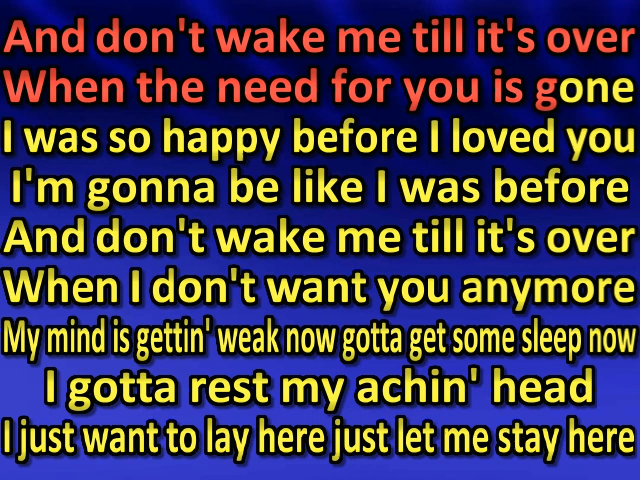 And don't wake me till it's over
When the need for you is gone
I was so happy before I loved you
I'm gonna be like I was before
And don't wake me till it's over
When I don't want you anymore
My mind is gettin' weak now gotta get some sleep now
I gotta rest my achin' head
I just want to lay here just let me stay here